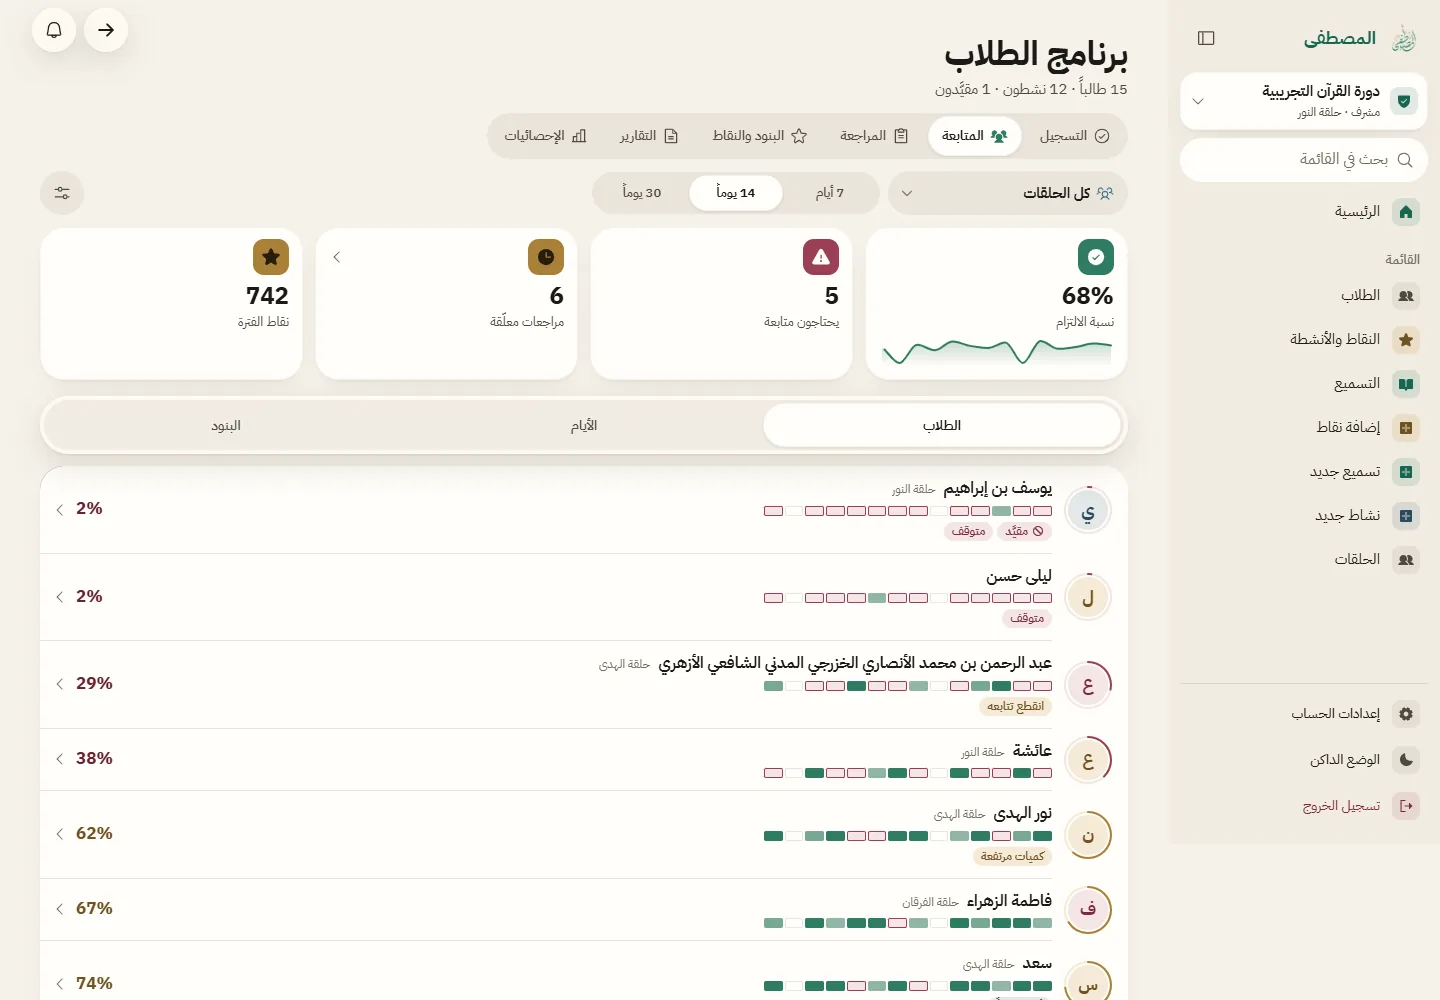 المصطفى
دورة القرآن التجريبية
مشرف · حلقة النور
بحث في القائمة
الرئيسية
القائمة
الطلاب
النقاط والأنشطة
التسميع
إضافة نقاط
تسميع جديد
نشاط جديد
الحلقات
إعدادات الحساب
الوضع الداكن
تسجيل الخروج
برنامج الطلاب
15 طالباً · 12 نشطون · 1 مقيَّدون
التسجيل
المتابعة
المراجعة
البنود والنقاط
التقارير
الإحصائيات
كل الحلقات
7 أيام
14 يوماً
30 يوماً
68%
نسبة الالتزام
5
يحتاجون متابعة
6
مراجعات معلّقة
742
نقاط الفترة
الطلاب
الأيام
البنود
ي
يوسف بن إبراهيم حلقة النور
مقيَّد
متوقف
2%
ل
ليلى حسن
متوقف
2%
ع
عبد الرحمن بن محمد الأنصاري الخزرجي المدني الشافعي الأزهري حلقة الهدى
انقطع تتابعه
29%
ع
عائشة حلقة النور
38%
ن
نور الهدى حلقة الهدى
كميات مرتفعة
62%
ف
فاطمة الزهراء حلقة الفرقان
67%
س
سعد حلقة الهدى
74%